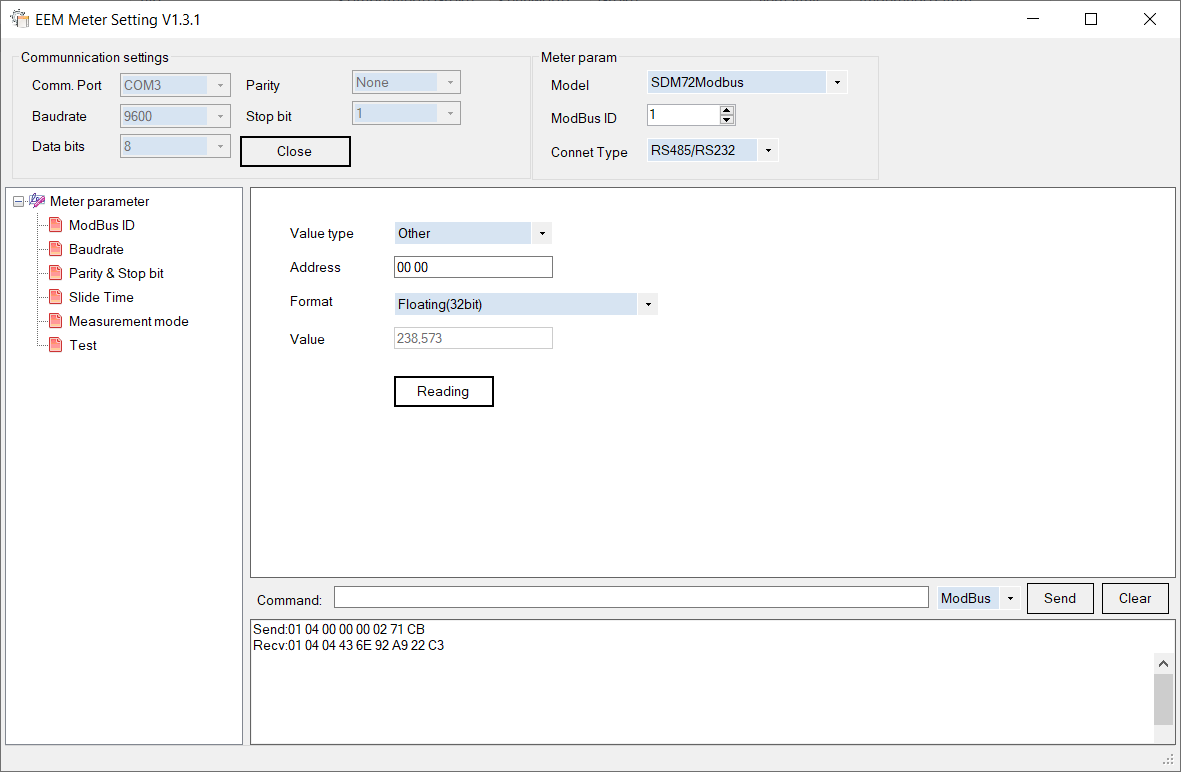 EEM Meter Setting V1.3.1
Communnication settings
Comm. Port COM3 Parity None
Baudrate 9600 Stop bit 1
Data bits 8 Close
Meter param
Model SDM72Modbus
ModBus ID 1
Connet Type RS485/RS232
Meter parameter
ModBus ID
Baudrate
Parity & Stop bit
Slide Time
Measurement mode
Test
Value type Other
Address 00 00
Format Floating(32bit)
Value 238,573
Reading
Command: ModBus Send Clear
Send:01 04 00 00 00 02 71 CB
Recv:01 04 04 43 6E 92 A9 22 C3